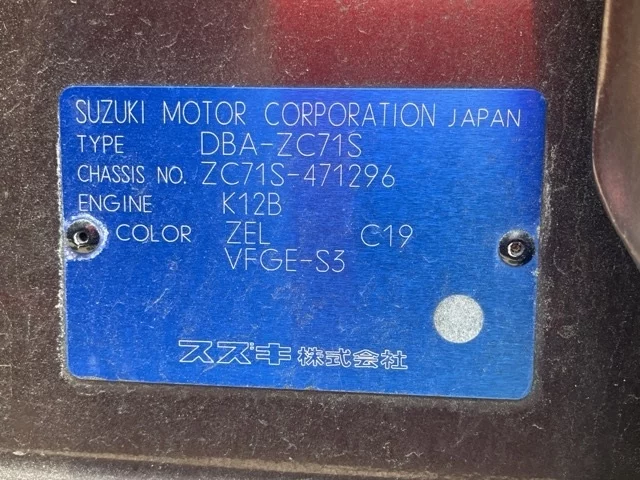 SUZUKI MOTOR CORPORATION JAPAN
TYPE DBA-ZC71S
CHASSIS NO. ZC71S-471296
ENGINE K12B
COLOR ZEL C19
VFGE-S3
スズキ株式会社